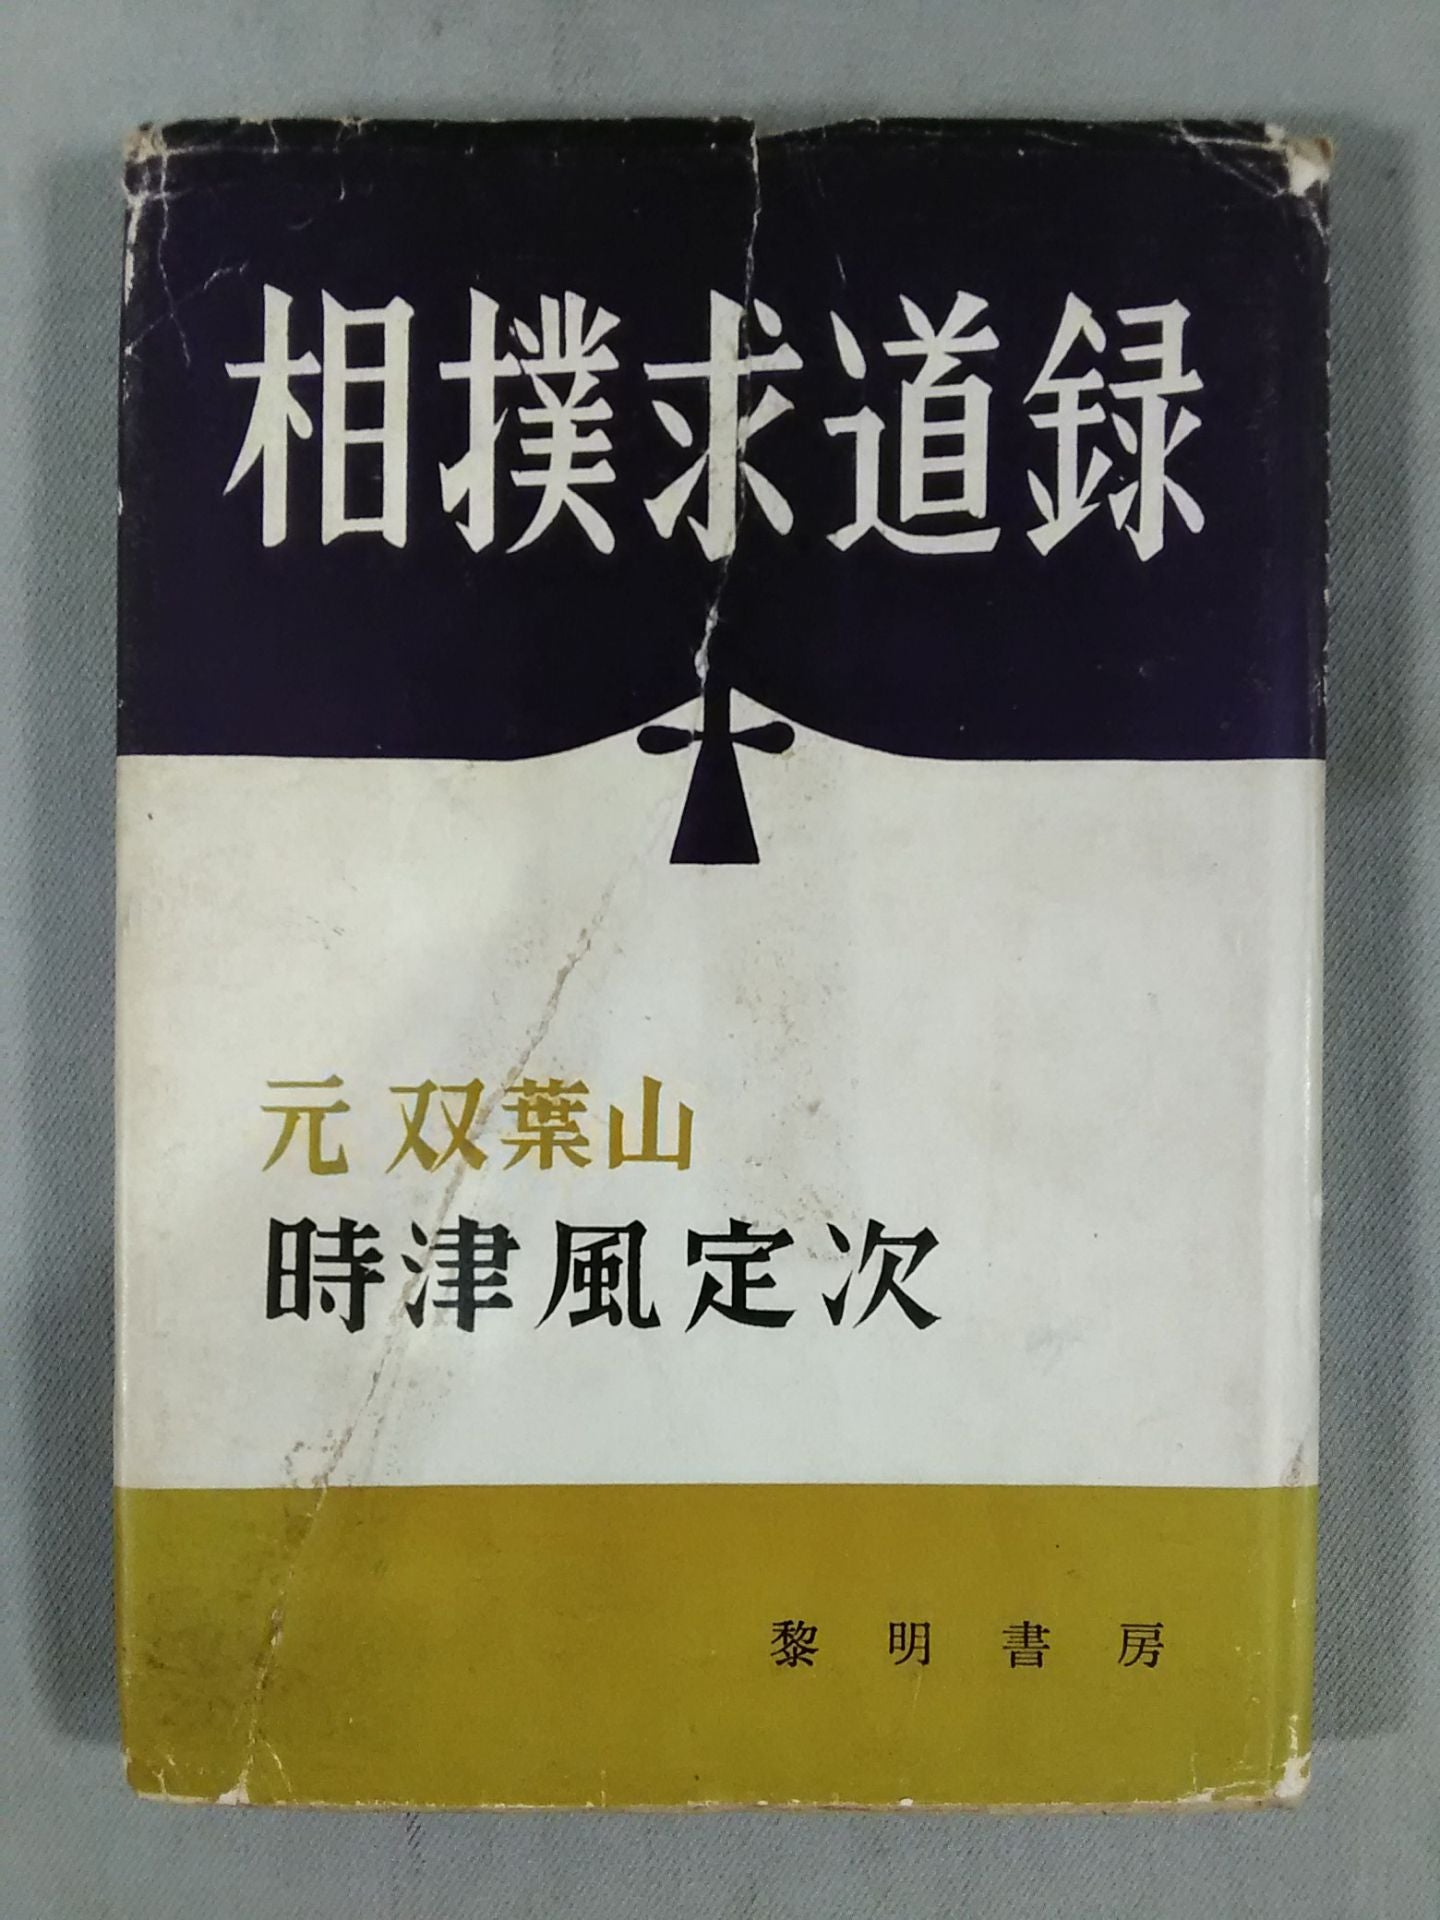 相撲求道録
元 双葉山
時津風定次
黎明書房